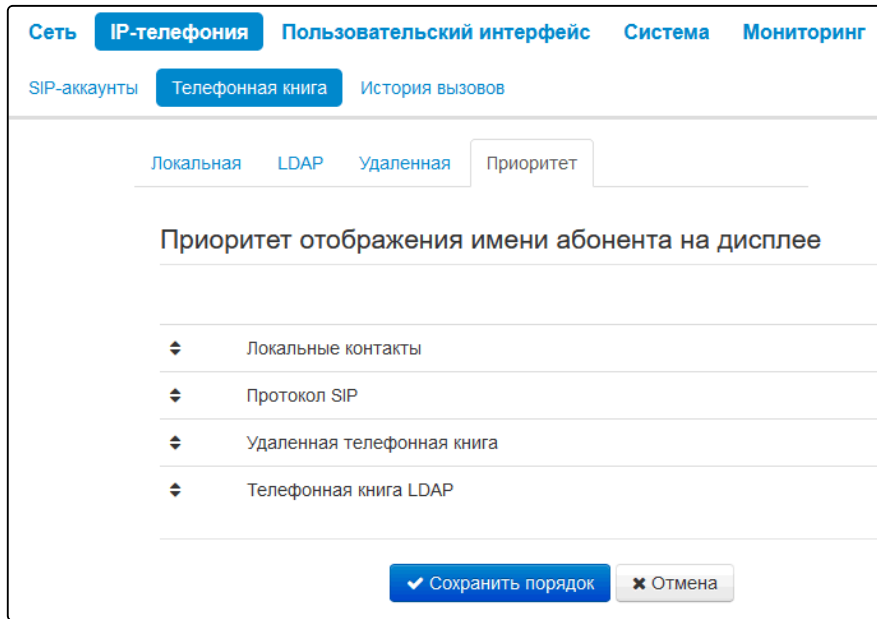 Сеть IP-телефония Пользовательский интерфейс Система Мониторинг
SIP-аккаунты Телефонная книга История вызовов
Локальная LDAP Удаленная Приоритет
Приоритет отображения имени абонента на дисплее
Локальные контакты
Протокол SIP
Удаленная телефонная книга
Телефонная книга LDAP
Сохранить порядок Отмена